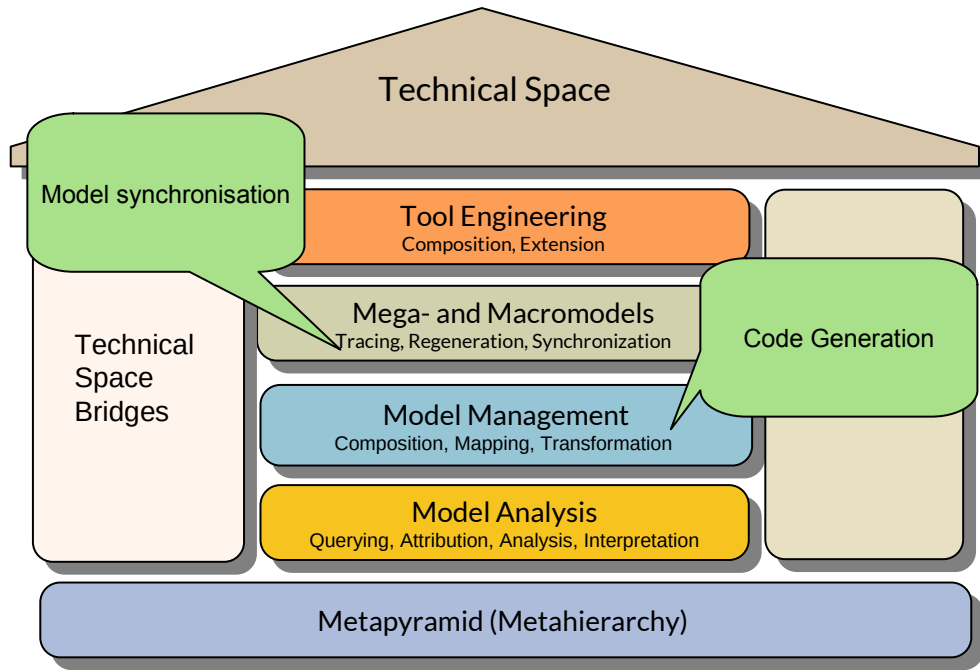 Technical Space
Model synchronisation
Tool Engineering
Composition, Extension
Mega- and Macromodels
Tracing, Regeneration, Synchronization
Code Generation
Technical
Space
Bridges
Model Management
Composition, Mapping, Transformation
Model Analysis
Querying, Attribution, Analysis, Interpretation
Metapyramid (Metahierarchy)